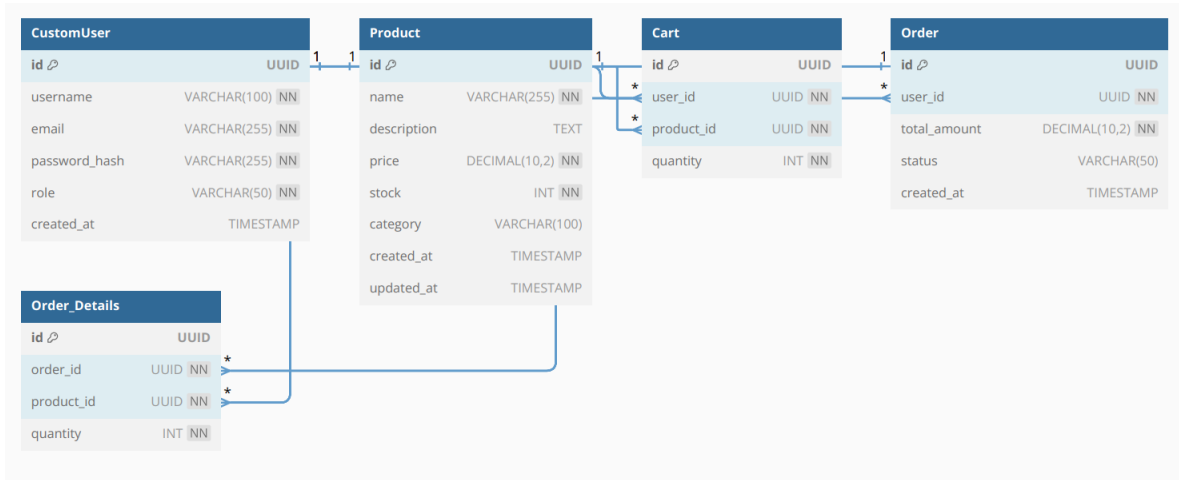 CustomUser
id UUID
username VARCHAR(100) NN
email VARCHAR(255) NN
password_hash VARCHAR(255) NN
role VARCHAR(50) NN
created_at TIMESTAMP
1
1
Product
id UUID
name VARCHAR(255) NN
description TEXT
price DECIMAL(10,2) NN
stock INT NN
category VARCHAR(100)
created_at TIMESTAMP
updated_at TIMESTAMP
1
*
*
Cart
id UUID
user_id UUID NN
product_id UUID NN
quantity INT NN
1
*
Order
id UUID
user_id UUID NN
total_amount DECIMAL(10,2) NN
status VARCHAR(50)
created_at TIMESTAMP
Order_Details
id UUID
order_id UUID NN
product_id UUID NN
quantity INT NN
*
*